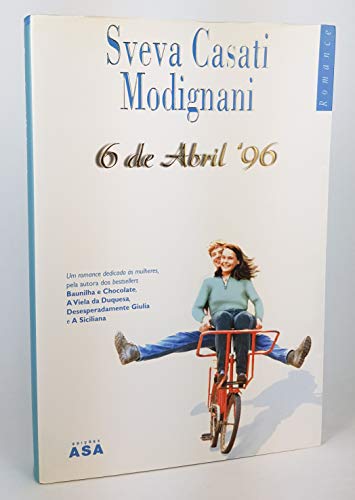 Sveva Casati
Modignani
Romance
6 de Abril '96
Um romance dedicado às mulheres,
pela autora dos bestsellers
Baunilha e Chocolate,
A Viela da Duquesa,
Desesperadamente Giulia
e A Siciliana
EDIÇÕES
ASA